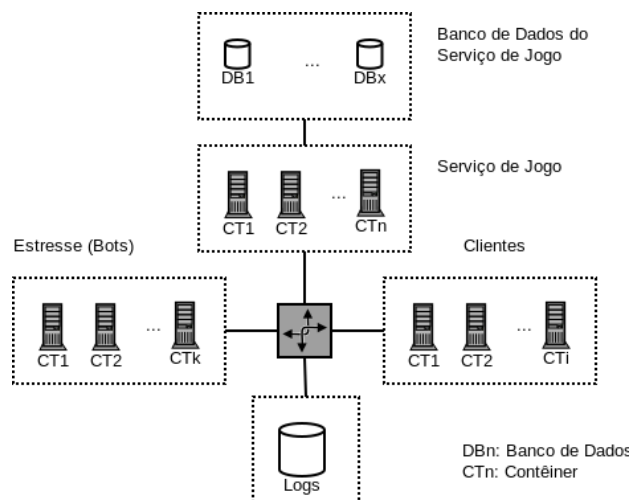 Banco de Dados do
Serviço de Jogo
DB1 ... DBx
Serviço de Jogo
CT1 CT2 ... CTn
Estresse (Bots)
Clientes
CT1 CT2 ... CTk
CT1 CT2 ... CTi
Logs
DBn: Banco de Dados
CTn: Contêiner